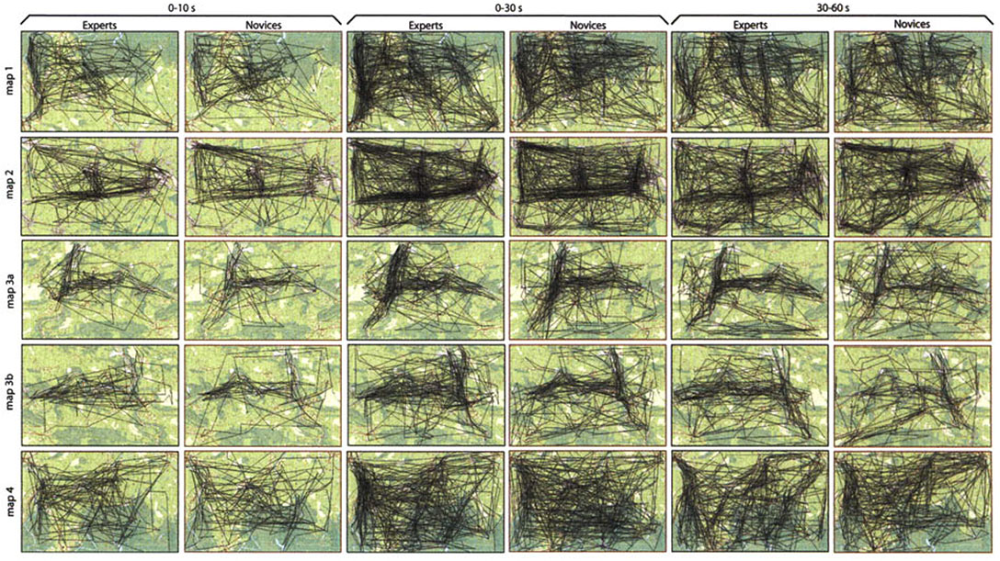 0-10 s 0-30 s 30-60 s
Experts Novices Experts Novices Experts Novices
map 1
map 2
map 3a
map 3b
map 4